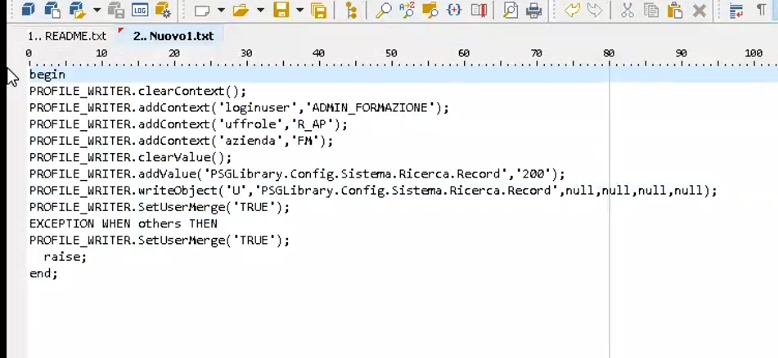 LOG
1.. README.txt
2.. Nuovo1.txt
0 10 20 30 40 50 60 70 80 90 100
begin
PROFILE_WRITER.clearContext();
PROFILE_WRITER.addContext('loginuser','ADMIN_FORMAZIONE');
PROFILE_WRITER.addContext('uffrole','R_AP');
PROFILE_WRITER.addContext('azienda','FM');
PROFILE_WRITER.clearValue();
PROFILE_WRITER.addValue('PSGLibrary.Config.Sistema.Ricerca.Record','200');
PROFILE_WRITER.writeObject('U','PSGLibrary.Config.Sistema.Ricerca.Record',null,null,null,null);
PROFILE_WRITER.SetUserMerge('TRUE');
EXCEPTION WHEN others THEN
PROFILE_WRITER.SetUserMerge('TRUE');
  raise;
end;